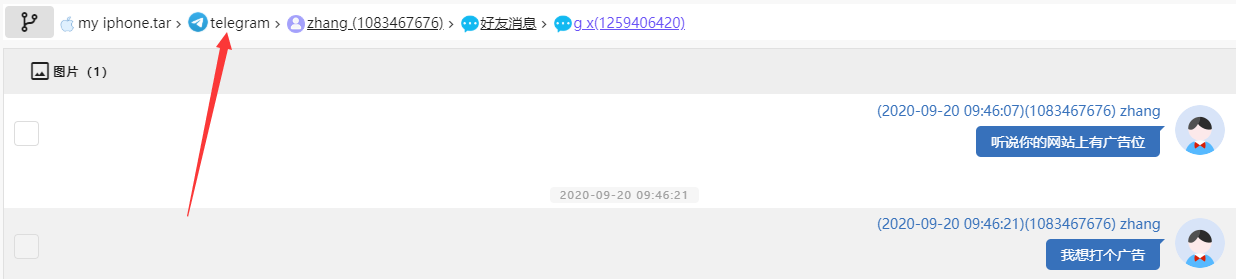 my iphone.tar › telegram › zhang (1083467676) › 好友消息 › g x(1259406420)
图片（1）
(2020-09-20 09:46:07)(1083467676) zhang
听说你的网站上有广告位
2020-09-20 09:46:21
(2020-09-20 09:46:21)(1083467676) zhang
我想打个广告